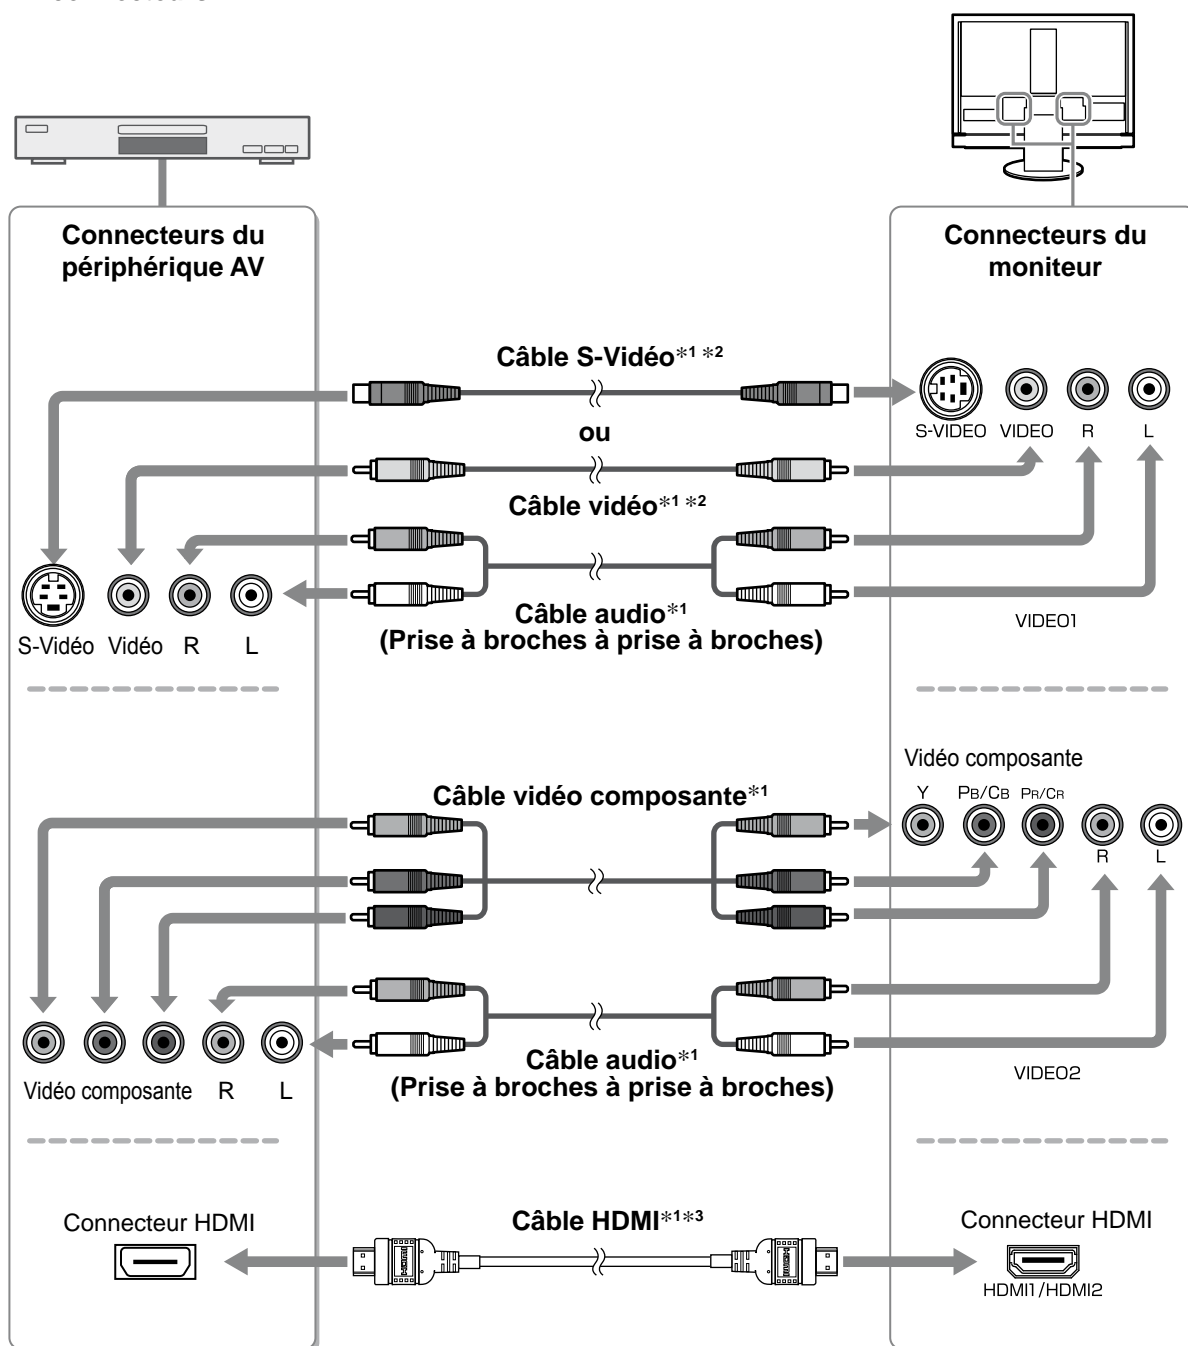 Connecteurs du
périphérique AV
Connecteurs du
moniteur
Câble S-Vidéo*1 *2
S-VIDEO VIDEO R L
ou
Câble vidéo*1 *2
Câble audio*1
(Prise à broches à prise à broches)
VIDEO1
S-Vidéo Vidéo R L
Vidéo composante
Y PB/CB PR/CR
R L
Câble vidéo composante*1
Câble audio*1
(Prise à broches à prise à broches)
VIDEO2
Vidéo composante R L
Connecteur HDMI
Câble HDMI*1*3
Connecteur HDMI
HDMI1/HDMI2